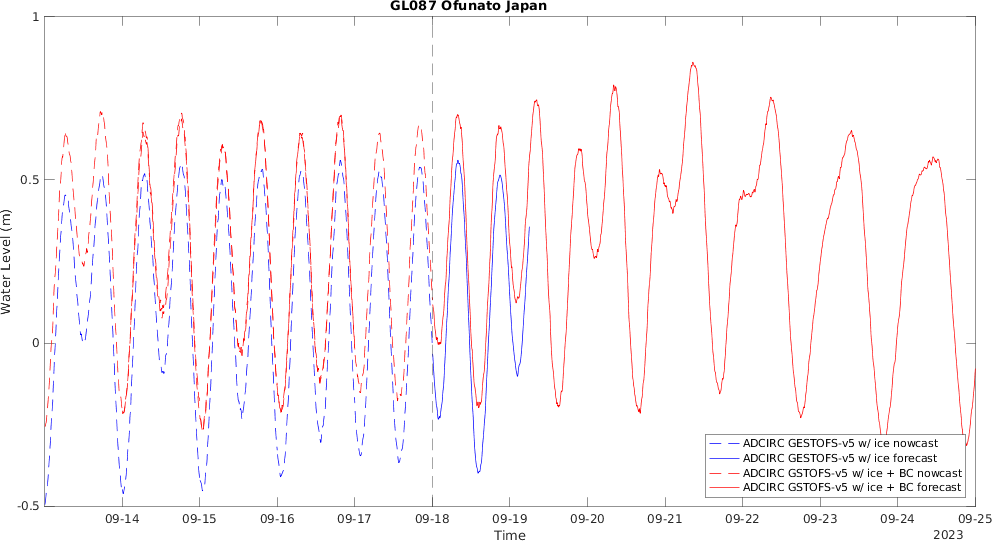 GL087 Ofunato Japan
1
0.5
0
-0.5
Water Level (m)
09-14 09-15 09-16 09-17 09-18 09-19 09-20 09-21 09-22 09-23 09-24 09-25
Time
2023
ADCIRC GESTOFS-v5 w/ ice nowcast
ADCIRC GESTOFS-v5 w/ ice forecast
ADCIRC GSTOFS-v5 w/ ice + BC nowcast
ADCIRC GSTOFS-v5 w/ ice + BC forecast